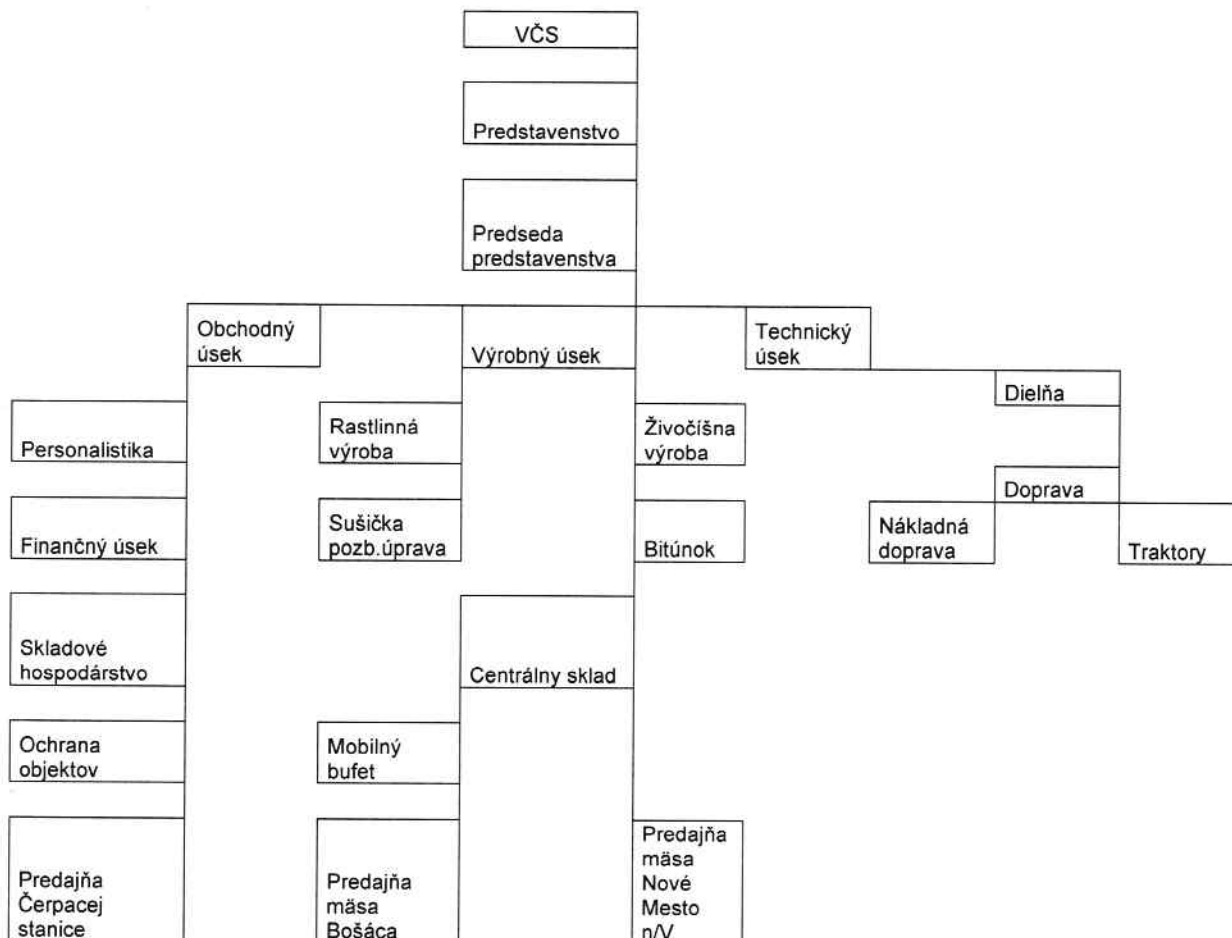 VČS
Predstavenstvo
Predseda
predstavenstva
Obchodný
úsek
Výrobný úsek
Technický
úsek
Dielňa
Personalistika
Rastlinná
výroba
Živočíšna
výroba
Doprava
Finančný úsek
Sušička
pozb.úprava
Bitúnok
Nákladná
doprava
Traktory
Skladové
hospodárstvo
Centrálny sklad
Ochrana
objektov
Mobilný
bufet
Predajňa
Čerpacej
stanice
Predajňa
mäsa
Bošáca
Predajňa
mäsa
Nové
Mesto
n/V